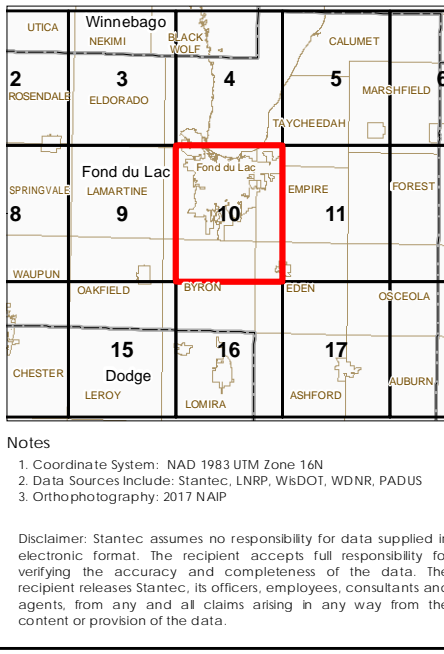 Winnebago
UTICA
NEKIMI
BLACK
WOLF
CALUMET
2
3
4
5
6
ROSENDALE
ELDORADO
MARSHFIELD
TAYCHEEDAH
Fond du Lac
Fond du Lac
SPRINGVALE
LAMARTINE
EMPIRE
FOREST
8
9
10
11
WAUPUN
OAKFIELD
BYRON
EDEN
OSCEOLA
15
16
17
CHESTER
Dodge
LEROY
LOMIRA
ASHFORD
AUBURN
Notes
1. Coordinate System: NAD 1983 UTM Zone 16N
2. Data Sources Include: Stantec, LNRP, WisDOT, WDNR, PADUS
3. Orthophotography: 2017 NAIP
Disclaimer: Stantec assumes no responsibility for data supplied in
electronic format. The recipient accepts full responsibility for
verifying the accuracy and completeness of the data. The
recipient releases Stantec, its officers, employees, consultants and
agents, from any and all claims arising in any way from the
content or provision of the data.